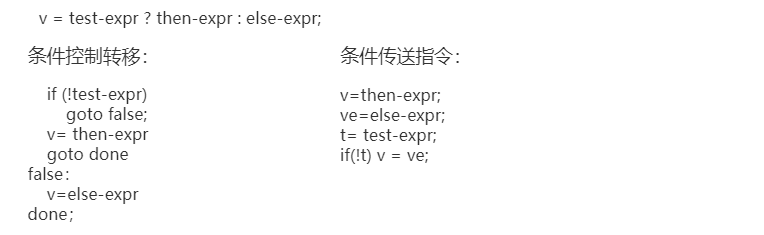 v = test-expr ? then-expr : else-expr;
条件控制转移：
if (!test-expr)
goto false;
v= then-expr
goto done
false：
v=else-expr
done；
条件传送指令：
v=then-expr;
ve=else-expr;
t= test-expr;
if(!t) v = ve;